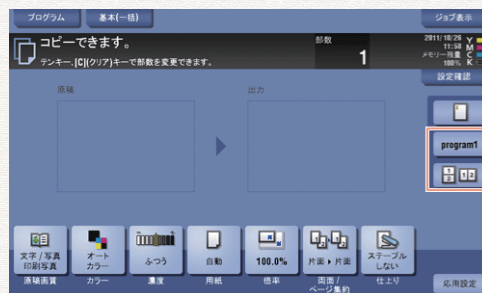 プログラム
基本(一括)
ジョブ表示
コピーできます。
テンキー、[C](クリア)キーで部数を変更できます。
部数
1
2011/10/26
11:58
メモリー残量
100%
Y
M
C
K
設定確認
原稿
出力
program1
1
2
1 2
文字/写真
印刷写真
オート
カラー
ふつう
自動
100.0%
片面 ▶ 片面
ステープル
しない
原稿画質
カラー
濃度
用紙
倍率
両面/
ページ集約
仕上り
応用設定